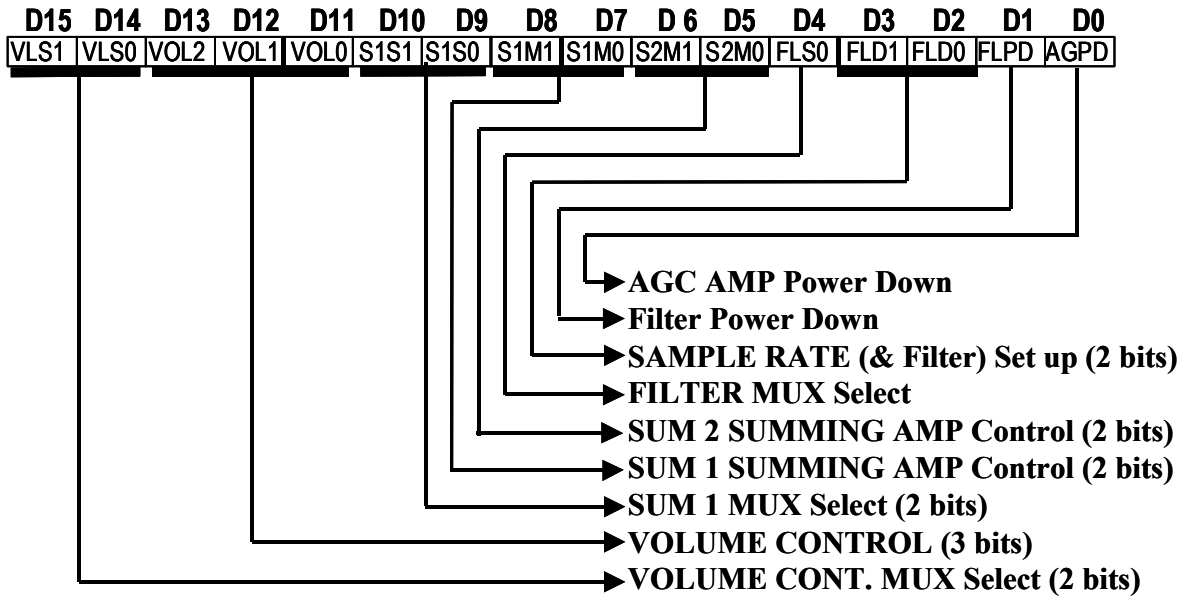 D15 D14 D13 D12 D11 D10 D9 D8 D7 D 6 D5 D4 D3 D2 D1 D0
VLS1 VLS0 VOL2 VOL1 VOL0 S1S1 S1S0 S1M1 S1M0 S2M1 S2M0 FLS0 FLD1 FLD0 FLPD AGPD
AGC AMP Power Down
Filter Power Down
SAMPLE RATE (& Filter) Set up (2 bits)
FILTER MUX Select
SUM 2 SUMMING AMP Control (2 bits)
SUM 1 SUMMING AMP Control (2 bits)
SUM 1 MUX Select (2 bits)
VOLUME CONTROL (3 bits)
VOLUME CONT. MUX Select (2 bits)